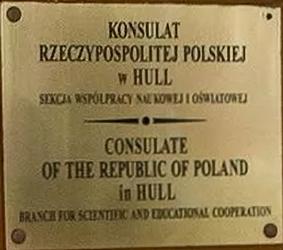 KONSULAT
RZECZYPOSPOLITEJ POLSKIEJ
w HULL
SEKCJA WSPÓŁPRACY NAUKOWEJ I OŚWIATOWEJ
CONSULATE
OF THE REPUBLIC OF POLAND
in HULL
BRANCH FOR SCIENTIFIC AND EDUCATIONAL COOPERATION